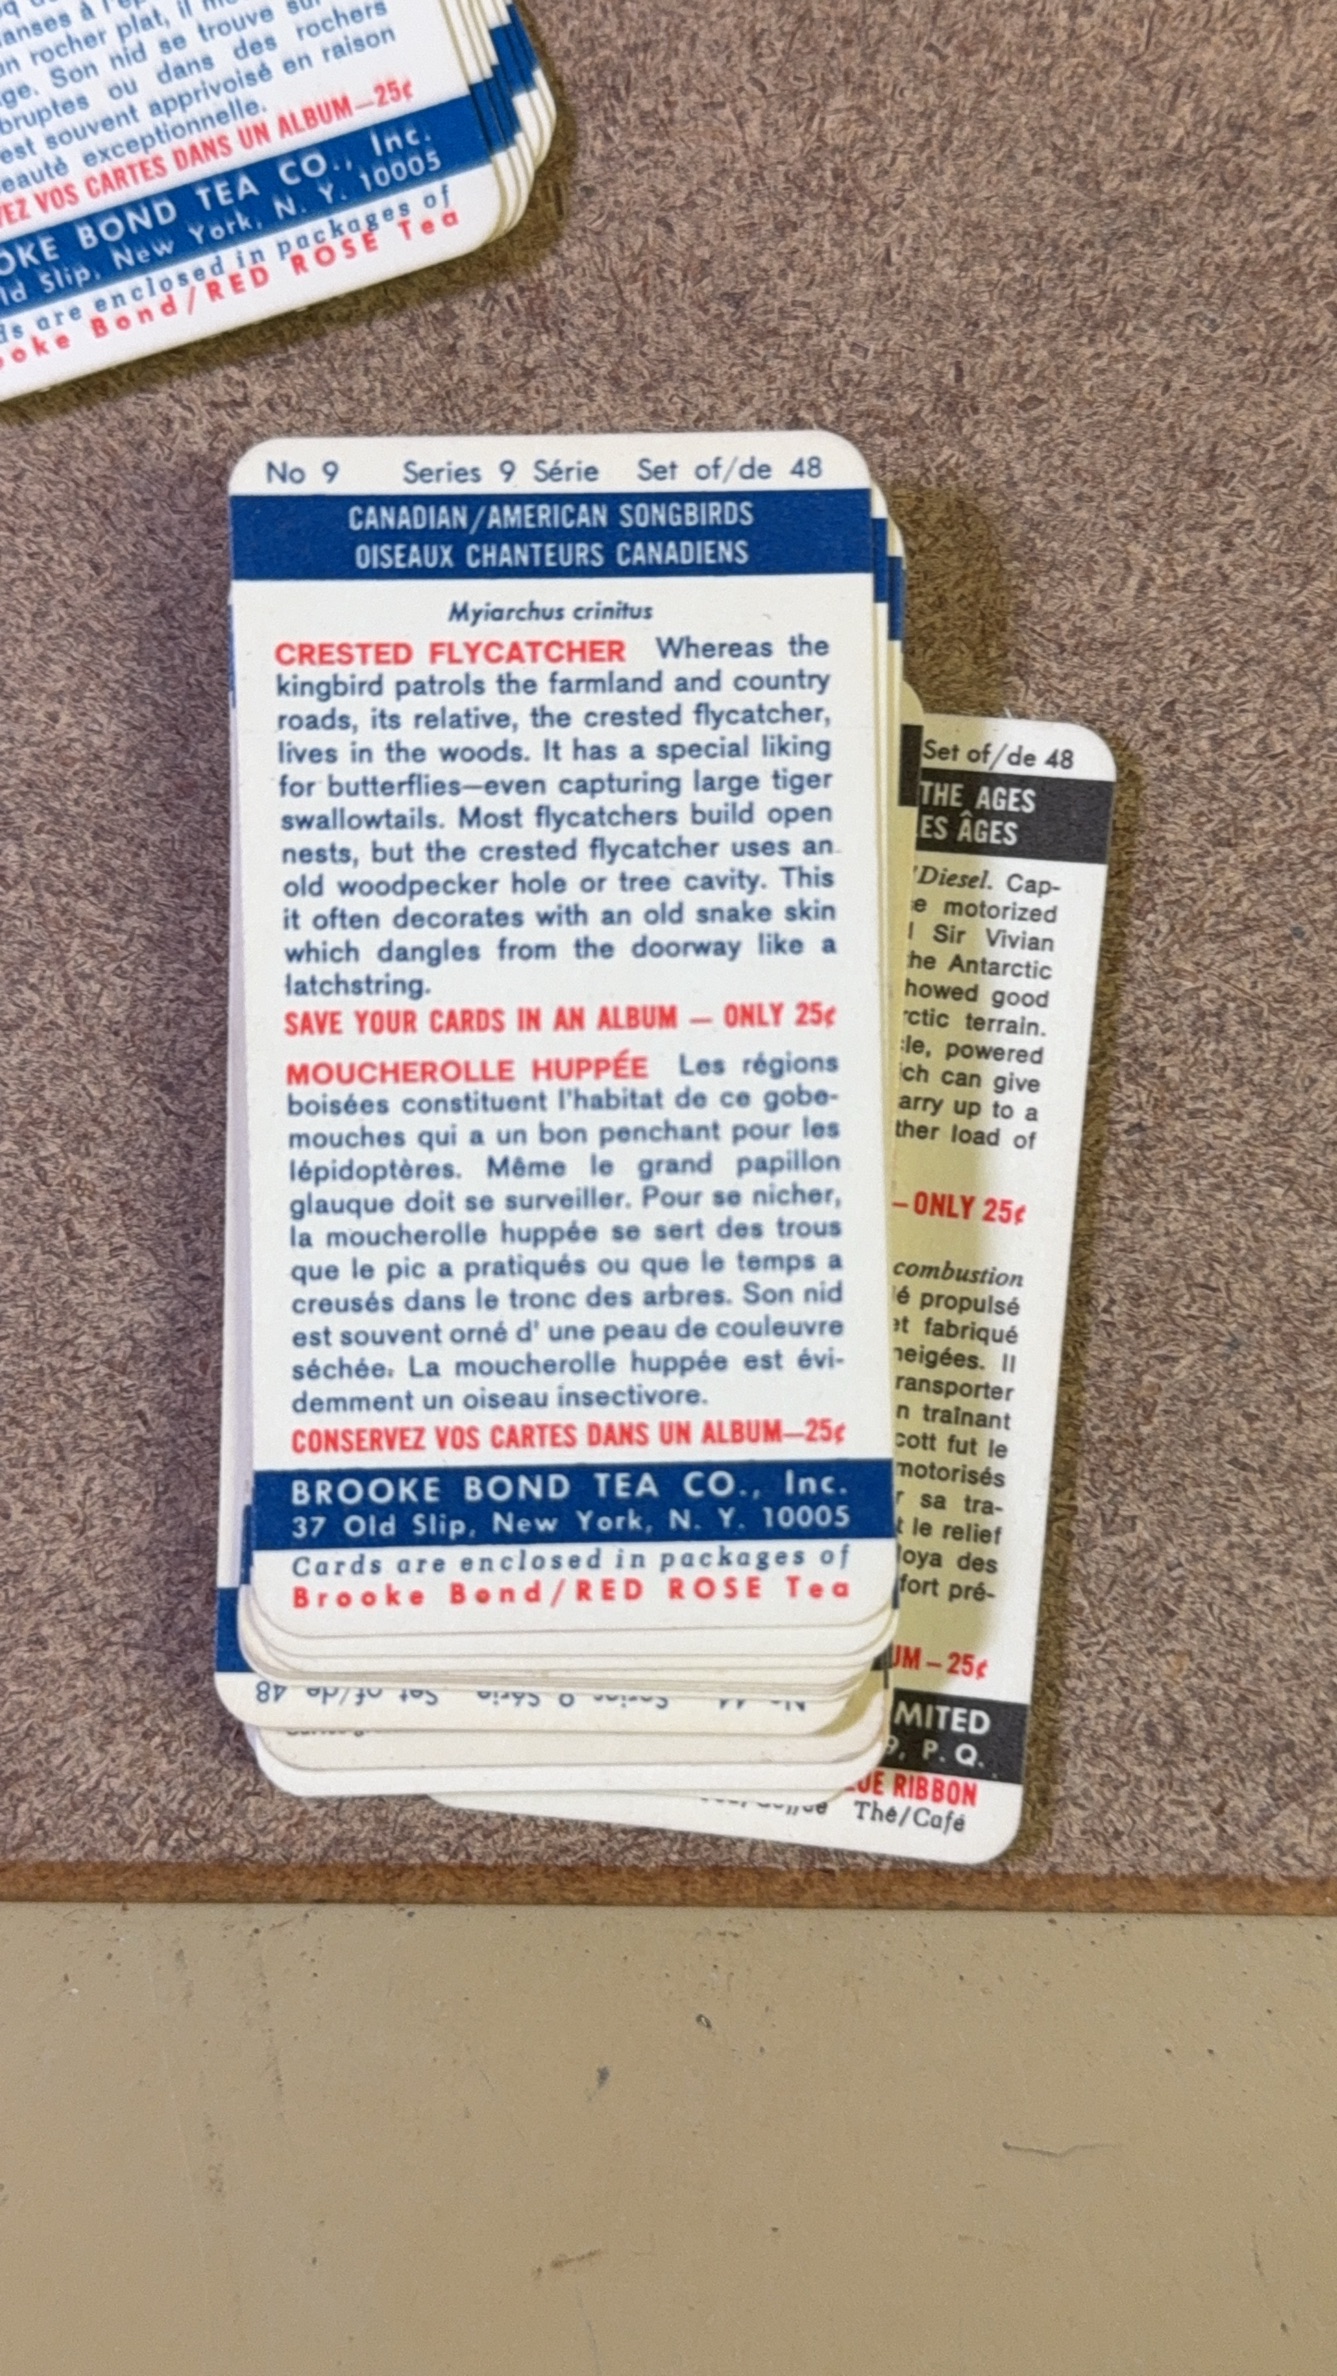 anses à l'
un rocher plat, il
ge. Son nid se trouve
bruptes ou dans des rochers
est souvent apprivoisé en raison
eauté exceptionnelle.
EZ VOS CARTES DANS UN ALBUM—25¢
OKE BOND TEA CO., Inc.
ld Slip, New York, N. Y. 10005
ds are enclosed in packages of
ooke Bond/RED ROSE Tea
No 9 Series 9 Série Set of/de 48
CANADIAN/AMERICAN SONGBIRDS
OISEAUX CHANTEURS CANADIENS
Myiarchus crinitus
CRESTED FLYCATCHER Whereas the
kingbird patrols the farmland and country
roads, its relative, the crested flycatcher,
lives in the woods. It has a special liking
for butterflies—even capturing large tiger
swallowtails. Most flycatchers build open
nests, but the crested flycatcher uses an
old woodpecker hole or tree cavity. This
it often decorates with an old snake skin
which dangles from the doorway like a
latchstring.
SAVE YOUR CARDS IN AN ALBUM — ONLY 25¢
MOUCHEROLLE HUPPÉE Les régions
boisées constituent l'habitat de ce gobe-
mouches qui a un bon penchant pour les
lépidoptères. Même le grand papillon
glauque doit se surveiller. Pour se nicher,
la moucherolle huppée se sert des trous
que le pic a pratiqués ou que le temps a
creusés dans le tronc des arbres. Son nid
est souvent orné d' une peau de couleuvre
séchée. La moucherolle huppée est évi-
demment un oiseau insectivore.
CONSERVEZ VOS CARTES DANS UN ALBUM—25¢
BROOKE BOND TEA CO., Inc.
37 Old Slip, New York, N. Y. 10005
Cards are enclosed in packages of
Brooke Bond/RED ROSE Tea
Series 9 Série Set of/de 48
Set of/de 48
THE AGES
ES ÂGES
Diesel. Cap-
e motorized
l Sir Vivian
he Antarctic
howed good
rctic terrain.
le, powered
ch can give
arry up to a
ther load of
— ONLY 25¢
combustion
é propulsé
et fabriqué
neigées. Il
ransporter
n traînant
cott fut le
motorisés
r sa tra-
t le relief
loya des
fort pré-
UM — 25¢
MITED
9, P. Q.
UE RIBBON
Thé/Café